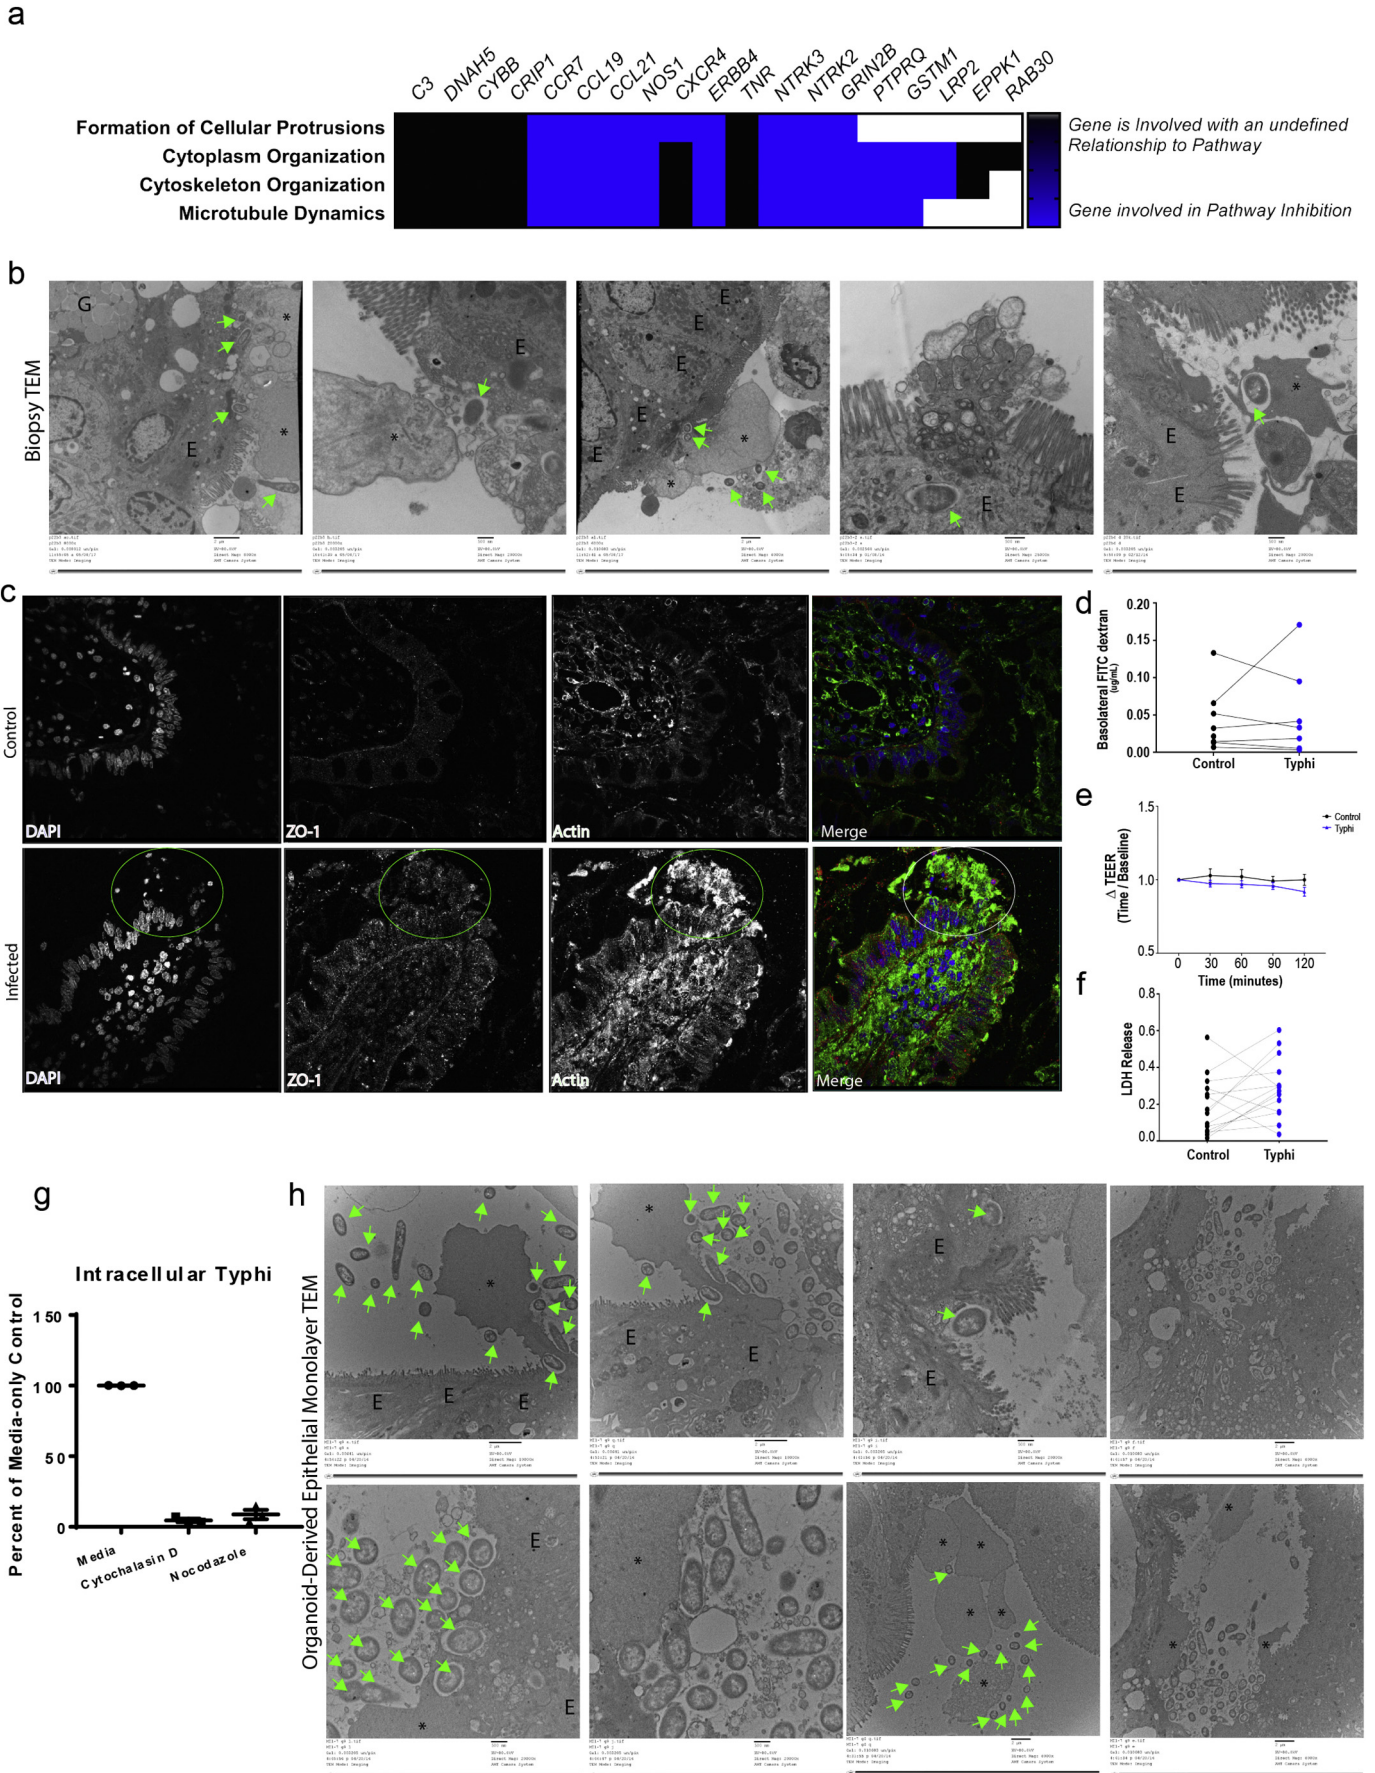 a
C3 DNAH5 CYBB CRIP1 CCR7 CCL19 CCL21 NOS1 CXCR4 ERBB4 TNR NTRK3 NTRK2 GRIN2B PTPRQ GSTM1 LRP2 EPPK1 RAB30
Formation of Cellular Protrusions
Cytoplasm Organization
Cytoskeleton Organization
Microtubule Dynamics
Gene is Involved with an undefined
Relationship to Pathway
Gene involved in Pathway Inhibition
b
Biopsy TEM
G * * E
E *
E E E E E * *
E
* E E
c
Control
DAPI ZO-1 Actin Merge
Infected
DAPI ZO-1 Actin Merge
d
Basolateral FITC dextran
(ug/mL)
0.20
0.15
0.10
0.05
0.00
Control Typhi
e
Δ TEER
(Time / Baseline)
1.5
1.0
0.5
0 30 60 90 120
Time (minutes)
Control
Typhi
f
LDH Release
0.8
0.6
0.4
0.2
0.0
Control Typhi
g
Intracellular Typhi
Percent of Media-only Control
150
100
50
0
Media
Cytochalasin D
Nocodazole
h
Organoid-Derived Epithelial Monolayer TEM
* E E E
* E E
E E
E E *
*
* * * * *
* * *